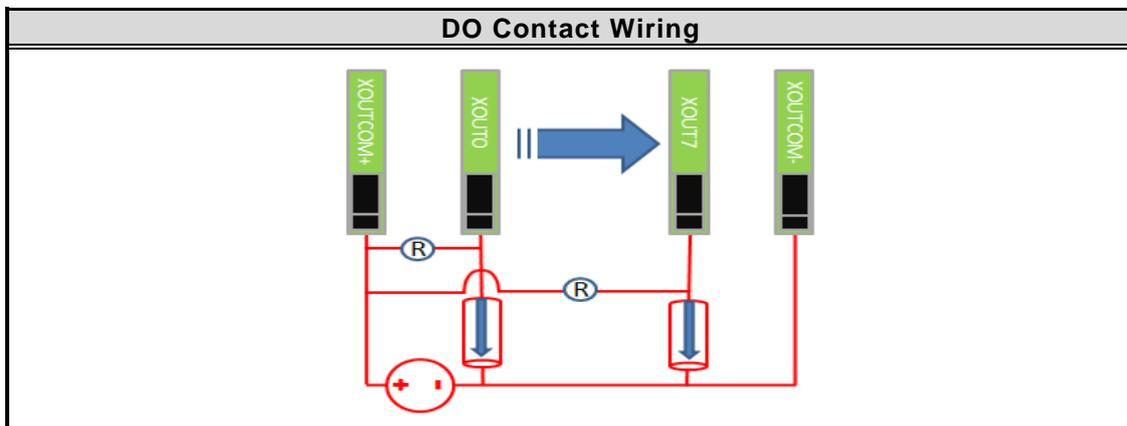 DO Contact Wiring
XOUTCOM+
XOUT0
XOUT7
XOUTCOM-
R
R
+ -